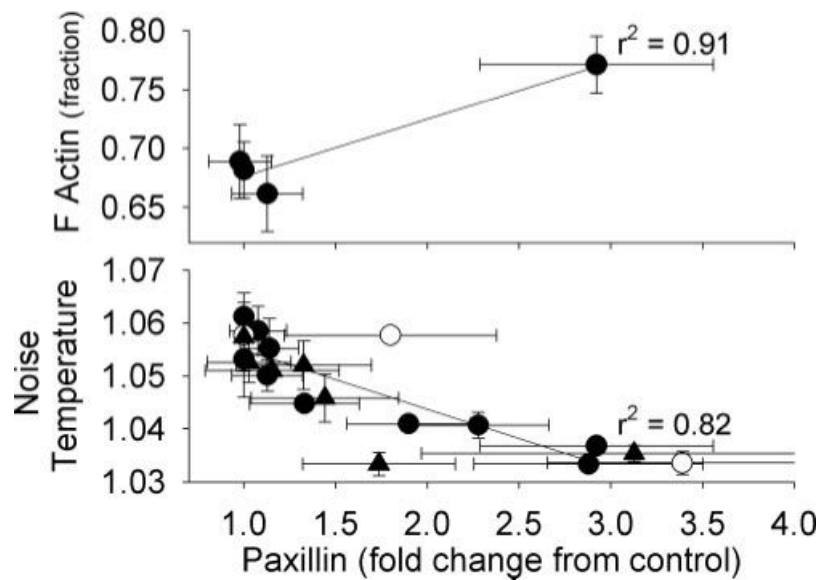 F Actin (fraction)
0.80
0.75
0.70
0.65
r² = 0.91
Noise
Temperature
1.07
1.06
1.05
1.04
1.03
r² = 0.82
1.0 1.5 2.0 2.5 3.0 3.5 4.0
Paxillin (fold change from control)